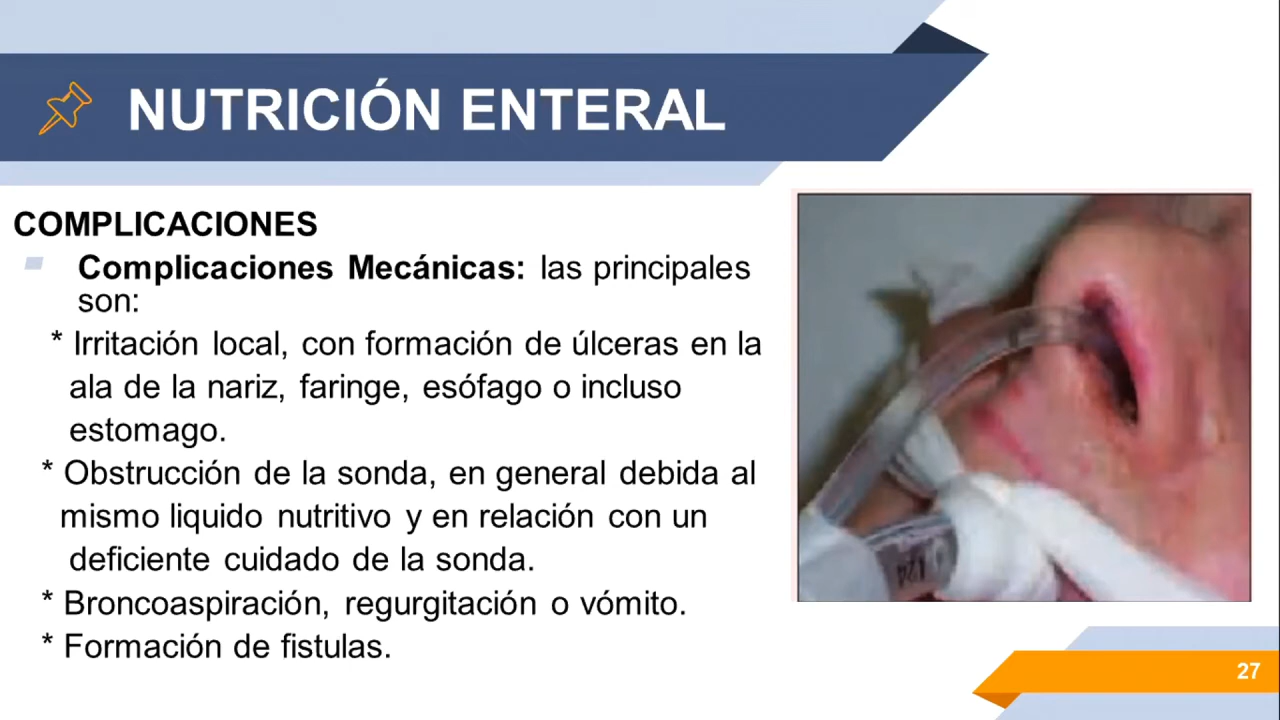 NUTRICIÓN ENTERAL
COMPLICACIONES
Complicaciones Mecánicas: las principales
son:
* Irritación local, con formación de úlceras en la
ala de la nariz, faringe, esófago o incluso
estomago.
* Obstrucción de la sonda, en general debida al
mismo liquido nutritivo y en relación con un
deficiente cuidado de la sonda.
* Broncoaspiración, regurgitación o vómito.
* Formación de fistulas.
27